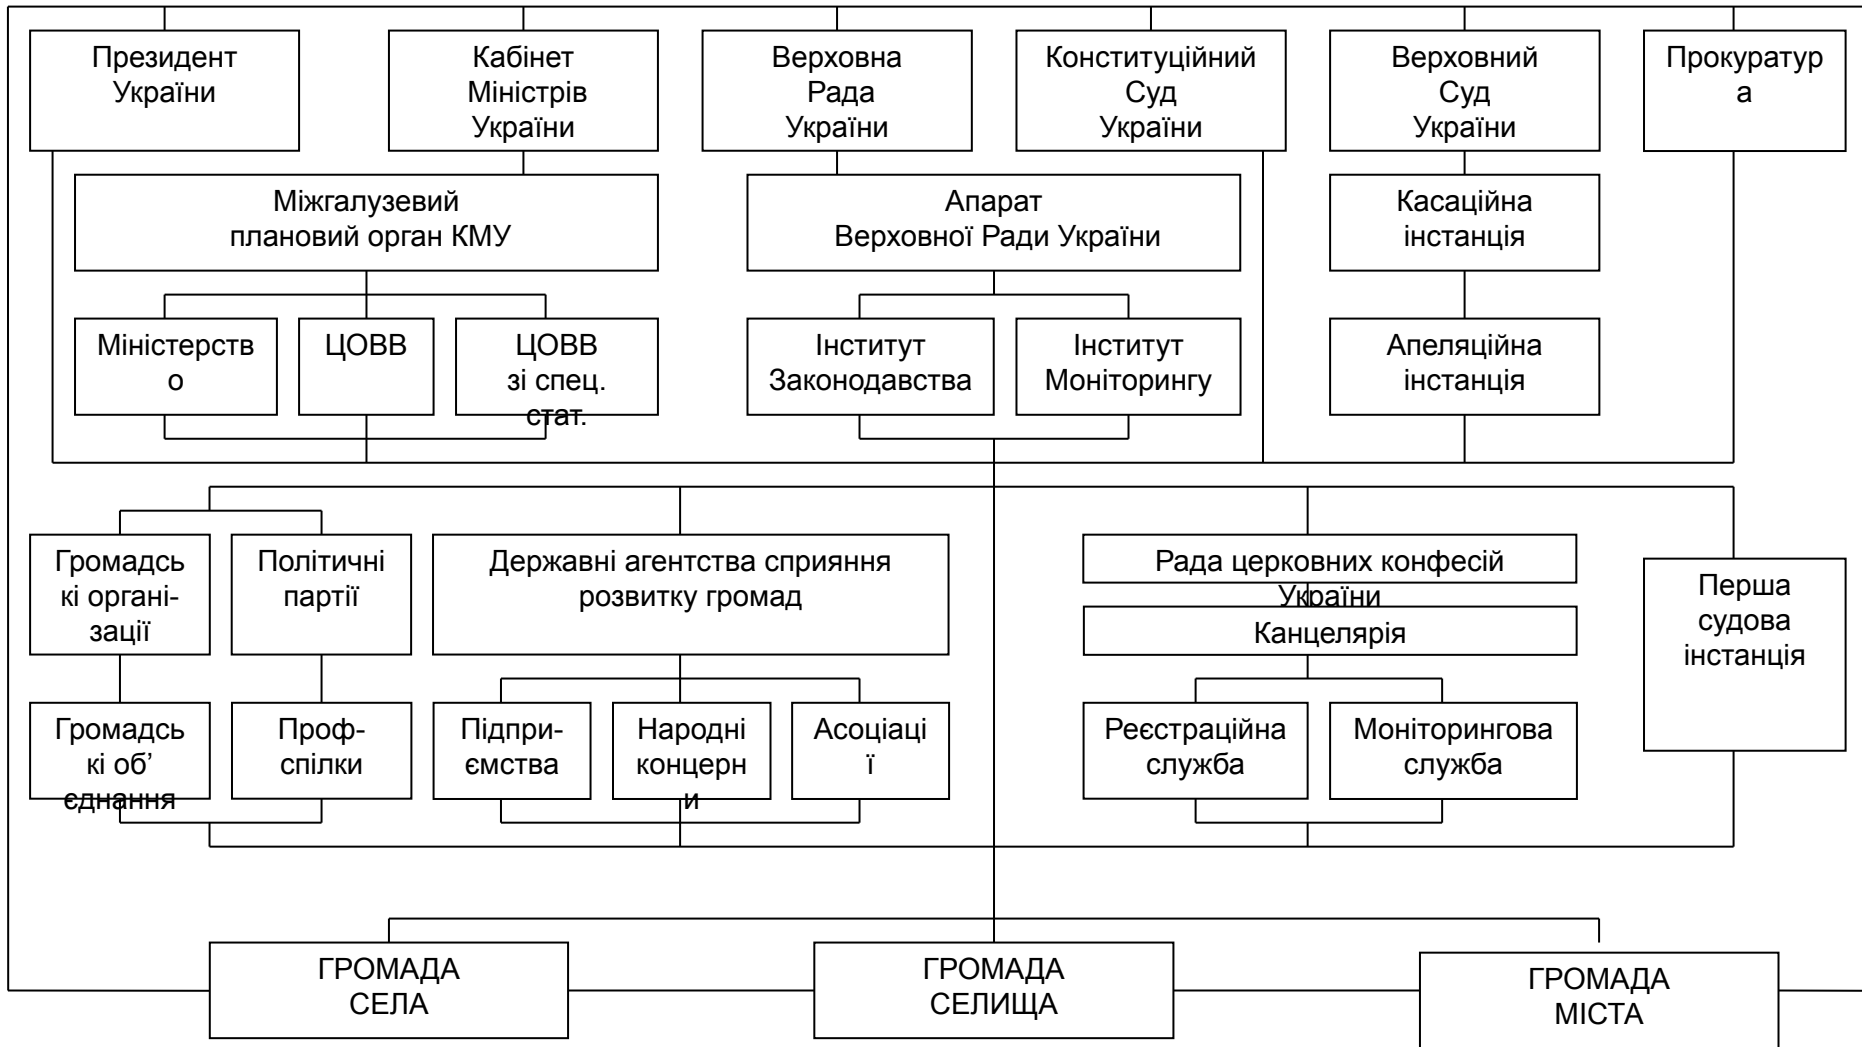 Президент
України
Кабінет
Міністрів
України
Верховна
Рада
України
Конституційний
Суд
України
Верховний
Суд
України
Прокуратур
а
Міжгалузевий
плановий орган КМУ
Апарат
Верховної Ради України
Касаційна
інстанція
Міністерств
о
ЦОВВ
ЦОВВ
зі спец.
стат.
Інститут
Законодавства
Інститут
Моніторингу
Апеляційна
інстанція
Громадсь
кі органі-
зації
Політичні
партії
Державні агентства сприяння
розвитку громад
Рада церковних конфесій
України
Канцелярія
Перша
судова
інстанція
Громадсь
кі об’
єднання
Проф-
спілки
Підпри-
ємства
Народні
концерн
и
Асоціаці
ї
Реєстраційна
служба
Моніторингова
служба
ГРОМАДА
СЕЛА
ГРОМАДА
СЕЛИЩА
ГРОМАДА
МІСТА